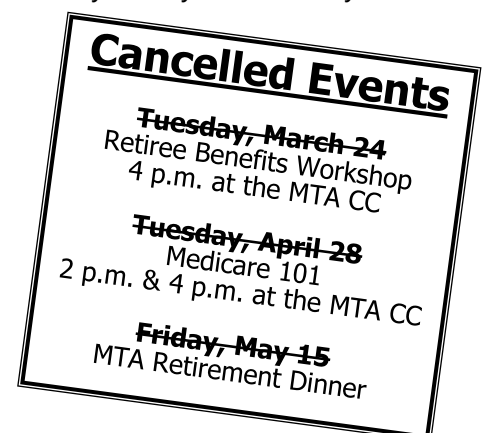 Cancelled Events
Tuesday, March 24
Retiree Benefits Workshop
4 p.m. at the MTA CC
Tuesday, April 28
Medicare 101
2 p.m. & 4 p.m. at the MTA CC
Friday, May 15
MTA Retirement Dinner